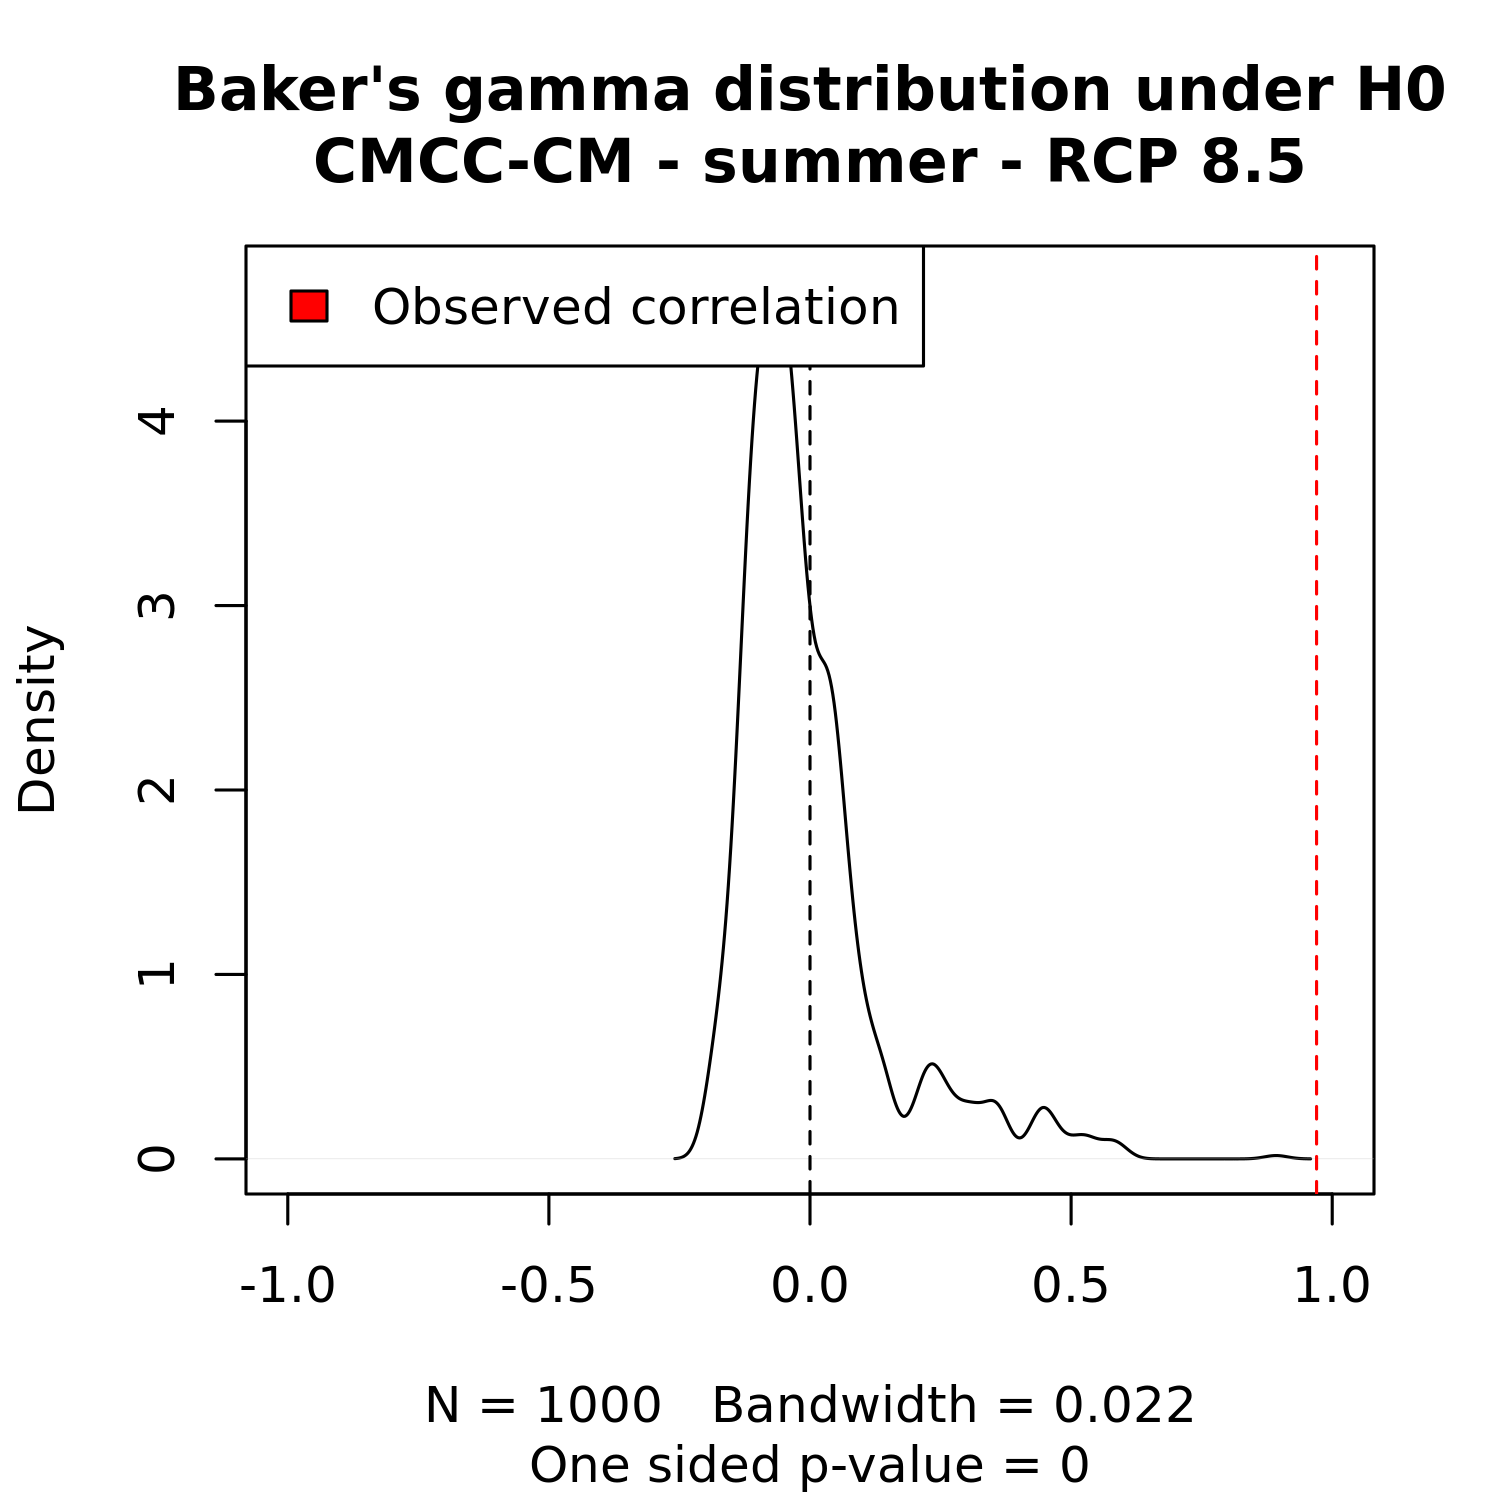 Baker's gamma distribution under H0
CMCC-CM - summer - RCP 8.5
Observed correlation
Density
4
3
2
1
0
-1.0 -0.5 0.0 0.5 1.0
N = 1000 Bandwidth = 0.022
One sided p-value = 0